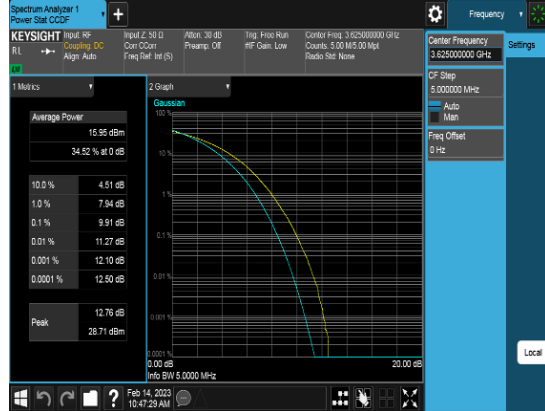 Spectrum Analyzer 1
Power Stat CCDF
Frequency
KEYSIGHT
RL
Input: RF
Coupling: DC
Align: Auto
Input Z: 50 Ω
Corr CCorr
Freq Ref: Int (S)
Atten: 30 dB
Preamp: Off
Trig: Free Run
#IF Gain: Low
Center Freq: 3.625000000 GHz
Counts: 5.00 M/5.00 Mpt
Radio Std: None
Center Frequency
3.625000000 GHz
Settings
CF Step
5.000000 MHz
Auto
Man
Freq Offset
0 Hz
1 Metrics
2 Graph
Gaussian
Average Power
15.95 dBm
34.52 % at 0 dB
10.0 % 4.51 dB
1.0 % 7.94 dB
0.1 % 9.91 dB
0.01 % 11.27 dB
0.001 % 12.10 dB
0.0001 % 12.50 dB
Peak
12.76 dB
28.71 dBm
100 %
10 %
1 %
0.1 %
0.01 %
0.001 %
0.0001 %
0.00 dB
20.00 dB
Info BW 5.0000 MHz
Local
?
Feb 14, 2023
10:47:29 AM